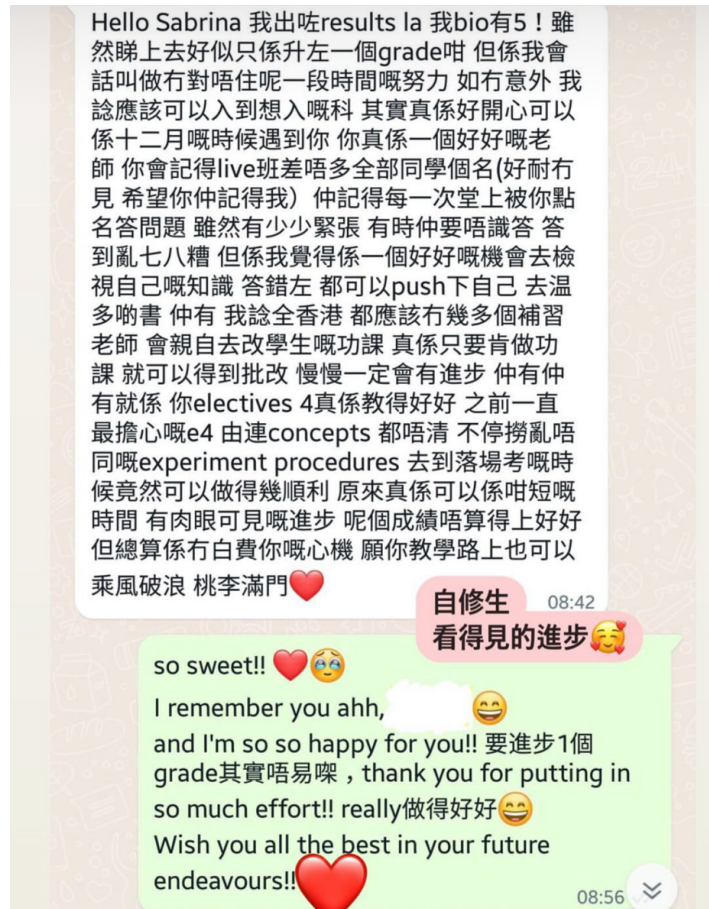 Hello Sabrina 我出咗results la 我bio有5！雖
然睇上去好似只係升左一個grade咁 但係我會
話叫做冇對唔住呢一段時間嘅努力 如冇意外 我
諗應該可以入到想入嘅科 其實真係好開心可以
係十二月嘅時候遇到你 你真係一個好好嘅老
師 你會記得live班差唔多全部同學個名(好耐冇
見 希望你仲記得我）仲記得每一次堂上被你點
名答問題 雖然有少少緊張 有時仲要唔識答 答
到亂七八糟 但係我覺得係一個好好嘅機會去檢
視自己嘅知識 答錯左 都可以push下自己 去温
多啲書 仲有 我諗全香港 都應該冇幾多個補習
老師 會親自去改學生嘅功課 真係只要肯做功
課 就可以得到批改 慢慢一定會有進步 仲有仲
有就係 你electives 4真係教得好好 之前一直
最擔心嘅e4 由連concepts 都唔清 不停撈亂唔
同嘅experiment procedures 去到落場考嘅時
候竟然可以做得幾順利 原來真係可以係咁短嘅
時間 有肉眼可見嘅進步 呢個成績唔算得上好好
但總算係冇白費你嘅心機 願你教學路上也可以
乘風破浪 桃李滿門❤️
08:42
自修生
看得見的進步🥰
so sweet!! ❤️🥹
I remember you ahh, 😄
and I'm so so happy for you!! 要進步1個
grade其實唔易㗎，thank you for putting in
so much effort!! really做得好好😄
Wish you all the best in your future
endeavours!!❤️
08:56